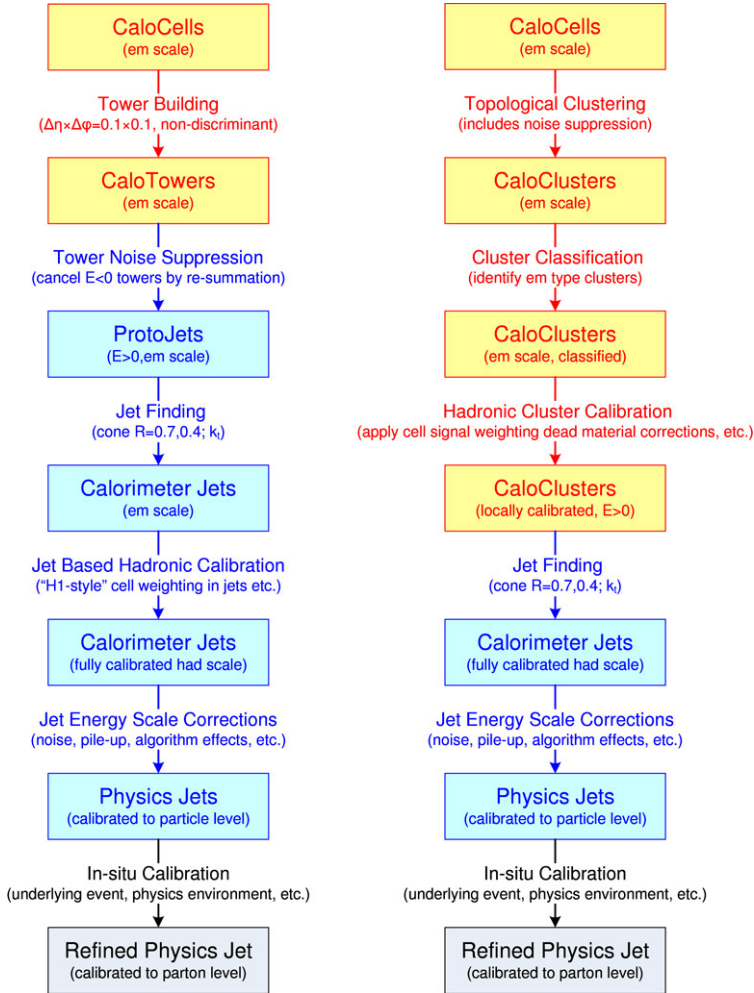 CaloCells
(em scale)
Tower Building
(Δη×Δφ=0.1×0.1, non-discriminant)
CaloTowers
(em scale)
Tower Noise Suppression
(cancel E<0 towers by re-summation)
ProtoJets
(E>0,em scale)
Jet Finding
(cone R=0.7,0.4; kₜ)
Calorimeter Jets
(em scale)
Jet Based Hadronic Calibration
(“H1-style” cell weighting in jets etc.)
Calorimeter Jets
(fully calibrated had scale)
Jet Energy Scale Corrections
(noise, pile-up, algorithm effects, etc.)
Physics Jets
(calibrated to particle level)
In-situ Calibration
(underlying event, physics environment, etc.)
Refined Physics Jet
(calibrated to parton level)
CaloCells
(em scale)
Topological Clustering
(includes noise suppression)
CaloClusters
(em scale)
Cluster Classification
(identify em type clusters)
CaloClusters
(em scale, classified)
Hadronic Cluster Calibration
(apply cell signal weighting dead material corrections, etc.)
CaloClusters
(locally calibrated, E>0)
Jet Finding
(cone R=0.7,0.4; kₜ)
Calorimeter Jets
(fully calibrated had scale)
Jet Energy Scale Corrections
(noise, pile-up, algorithm effects, etc.)
Physics Jets
(calibrated to particle level)
In-situ Calibration
(underlying event, physics environment, etc.)
Refined Physics Jet
(calibrated to parton level)